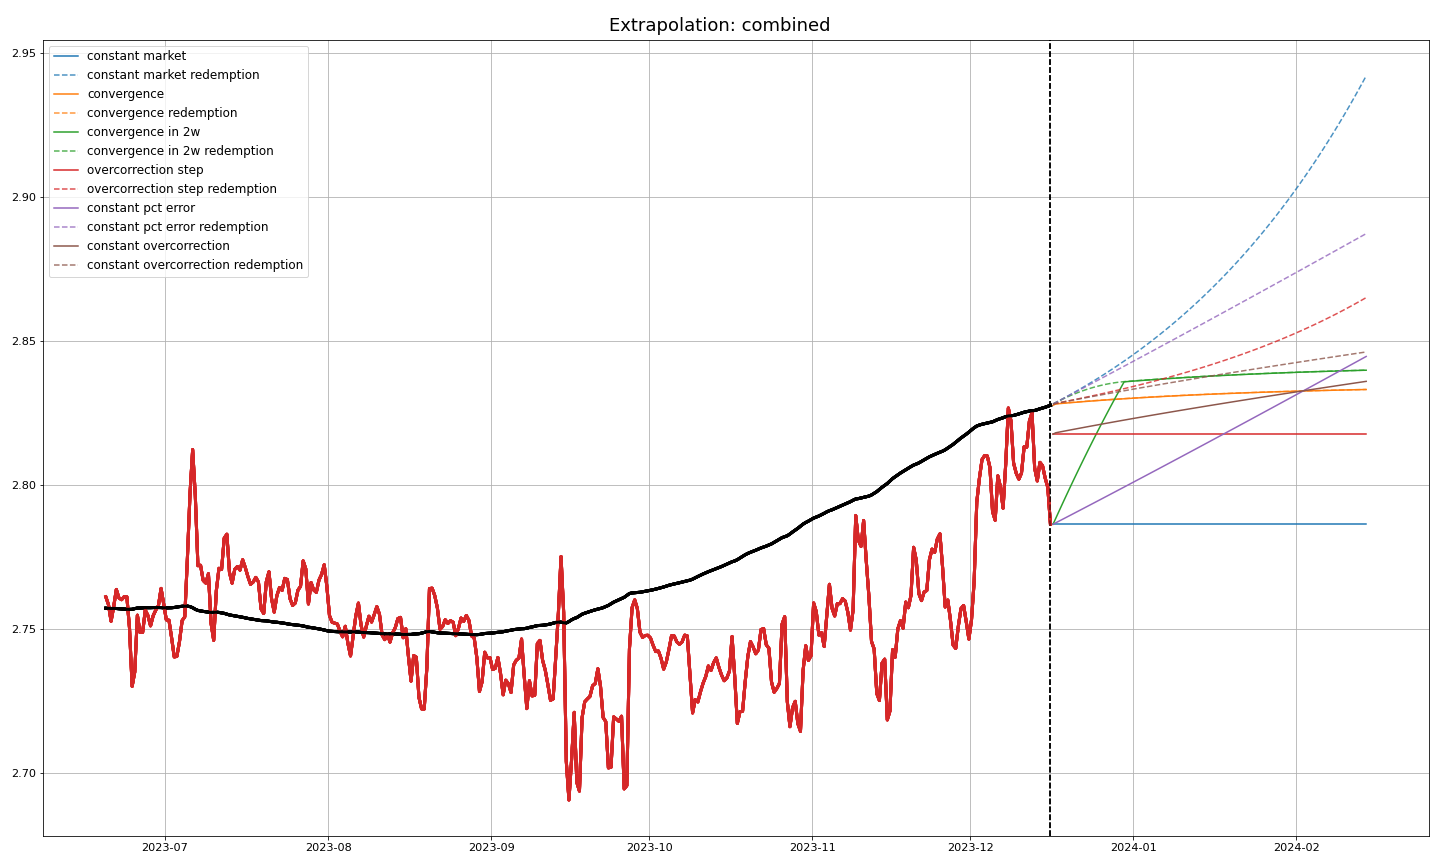 Extrapolation: combined
2.95
2.90
2.85
2.80
2.75
2.70
constant market
constant market redemption
convergence
convergence redemption
convergence in 2w
convergence in 2w redemption
overcorrection step
overcorrection step redemption
constant pct error
constant pct error redemption
constant overcorrection
constant overcorrection redemption
2023-07 2023-08 2023-09 2023-10 2023-11 2023-12 2024-01 2024-02